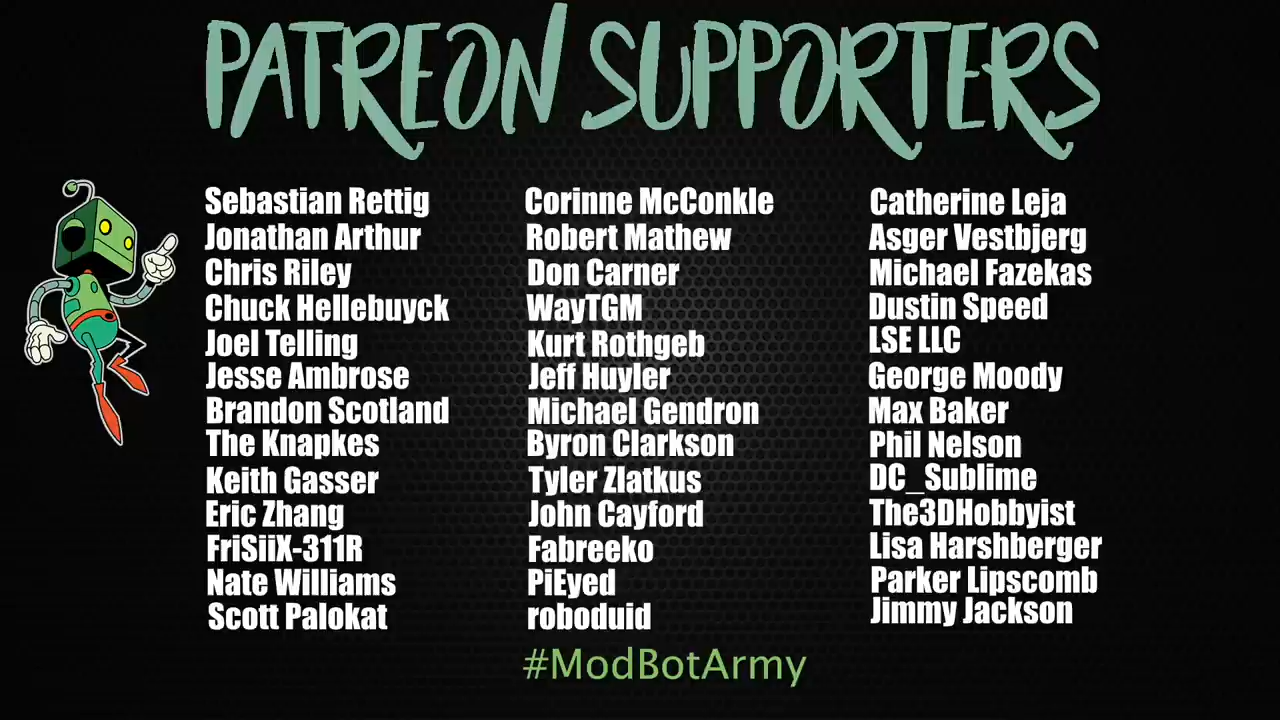 PATREON SUPPORTERS
Sebastian Rettig
Jonathan Arthur
Chris Riley
Chuck Hellebuyck
Joel Telling
Jesse Ambrose
Brandon Scotland
The Knapkes
Keith Gasser
Eric Zhang
FriSiiX-311R
Nate Williams
Scott Palokat
Corinne McConkle
Robert Mathew
Don Carner
WayTGM
Kurt Rothgeb
Jeff Huyler
Michael Gendron
Byron Clarkson
Tyler Zlatkus
John Cayford
Fabreeko
PiEyed
roboduid
Catherine Leja
Asger Vestbjerg
Michael Fazekas
Dustin Speed
LSE LLC
George Moody
Max Baker
Phil Nelson
DC_Sublime
The3DHobbyist
Lisa Harshberger
Parker Lipscomb
Jimmy Jackson
#ModBotArmy